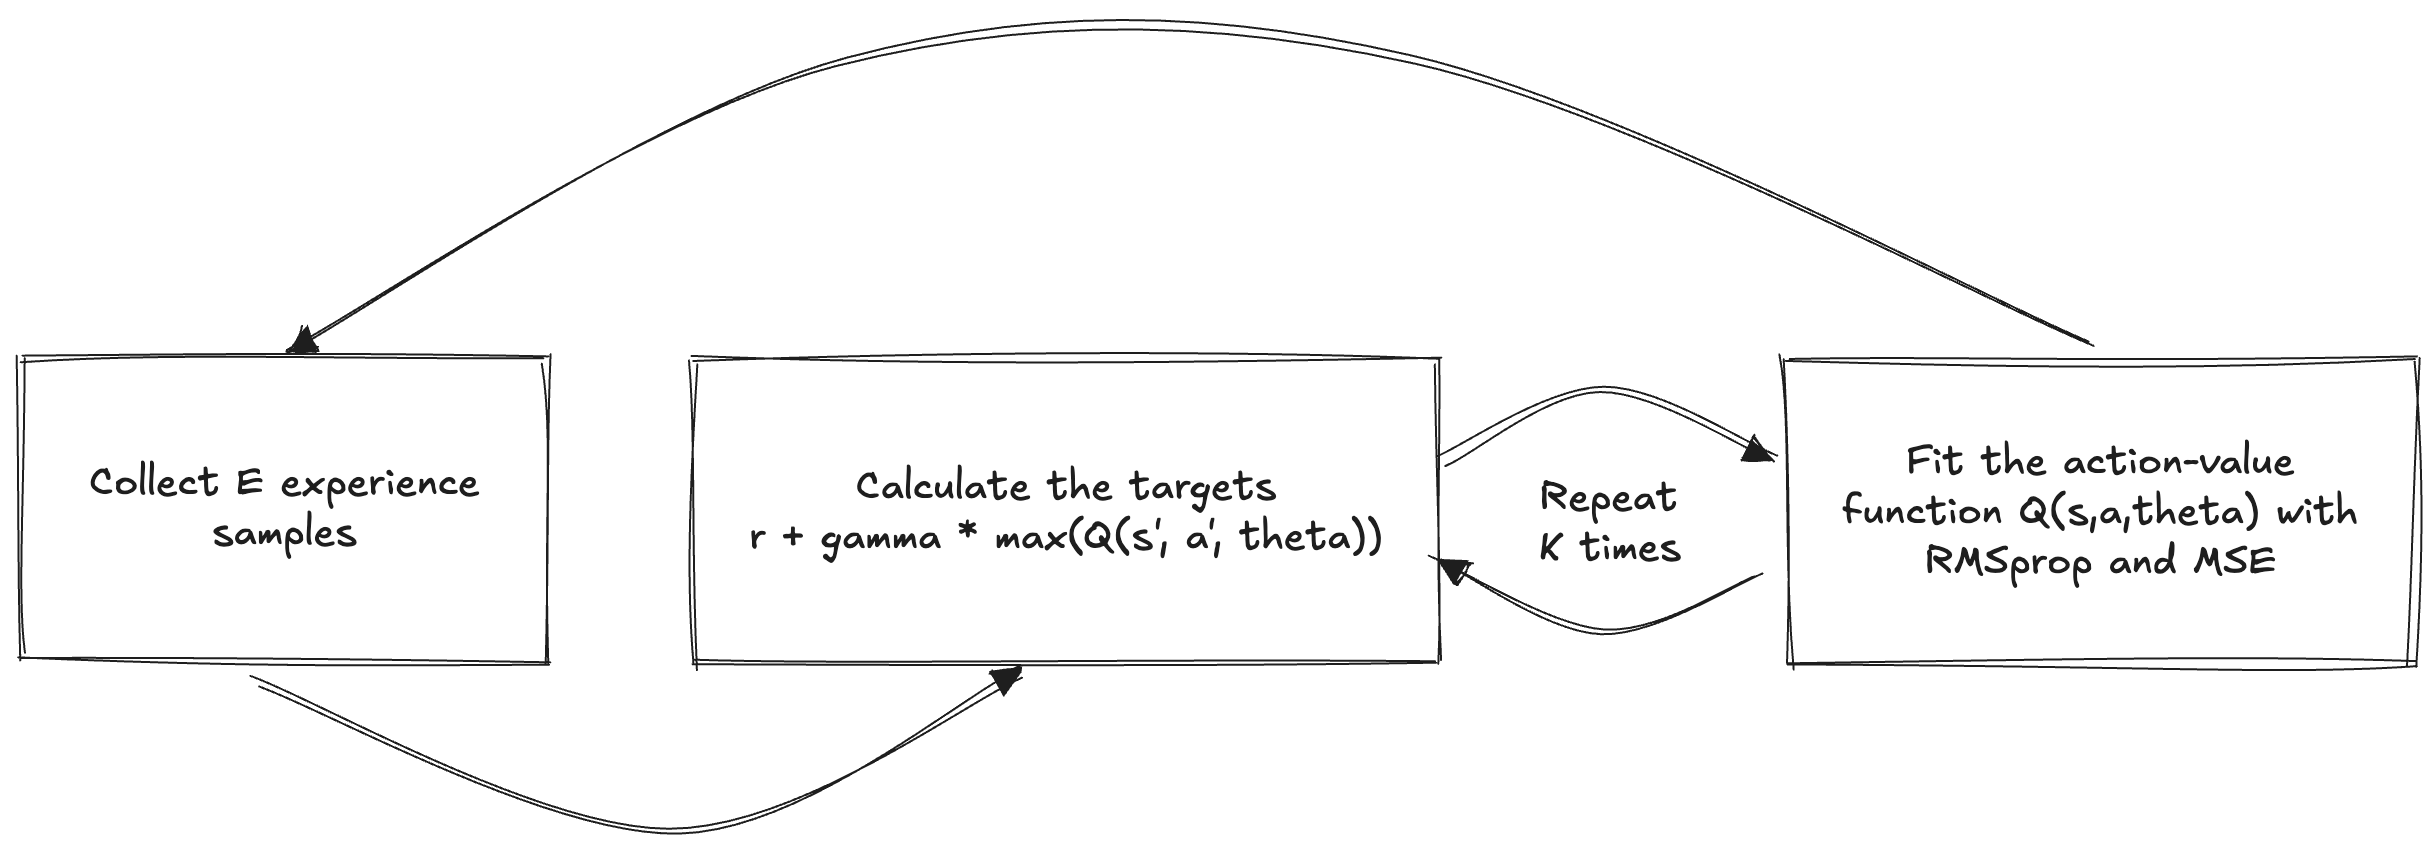 Collect E experience
samples
Calculate the targets
r + gamma * max(Q(s', a', theta))
Repeat
K times
Fit the action-value
function Q(s,a,theta) with
RMSprop and MSE